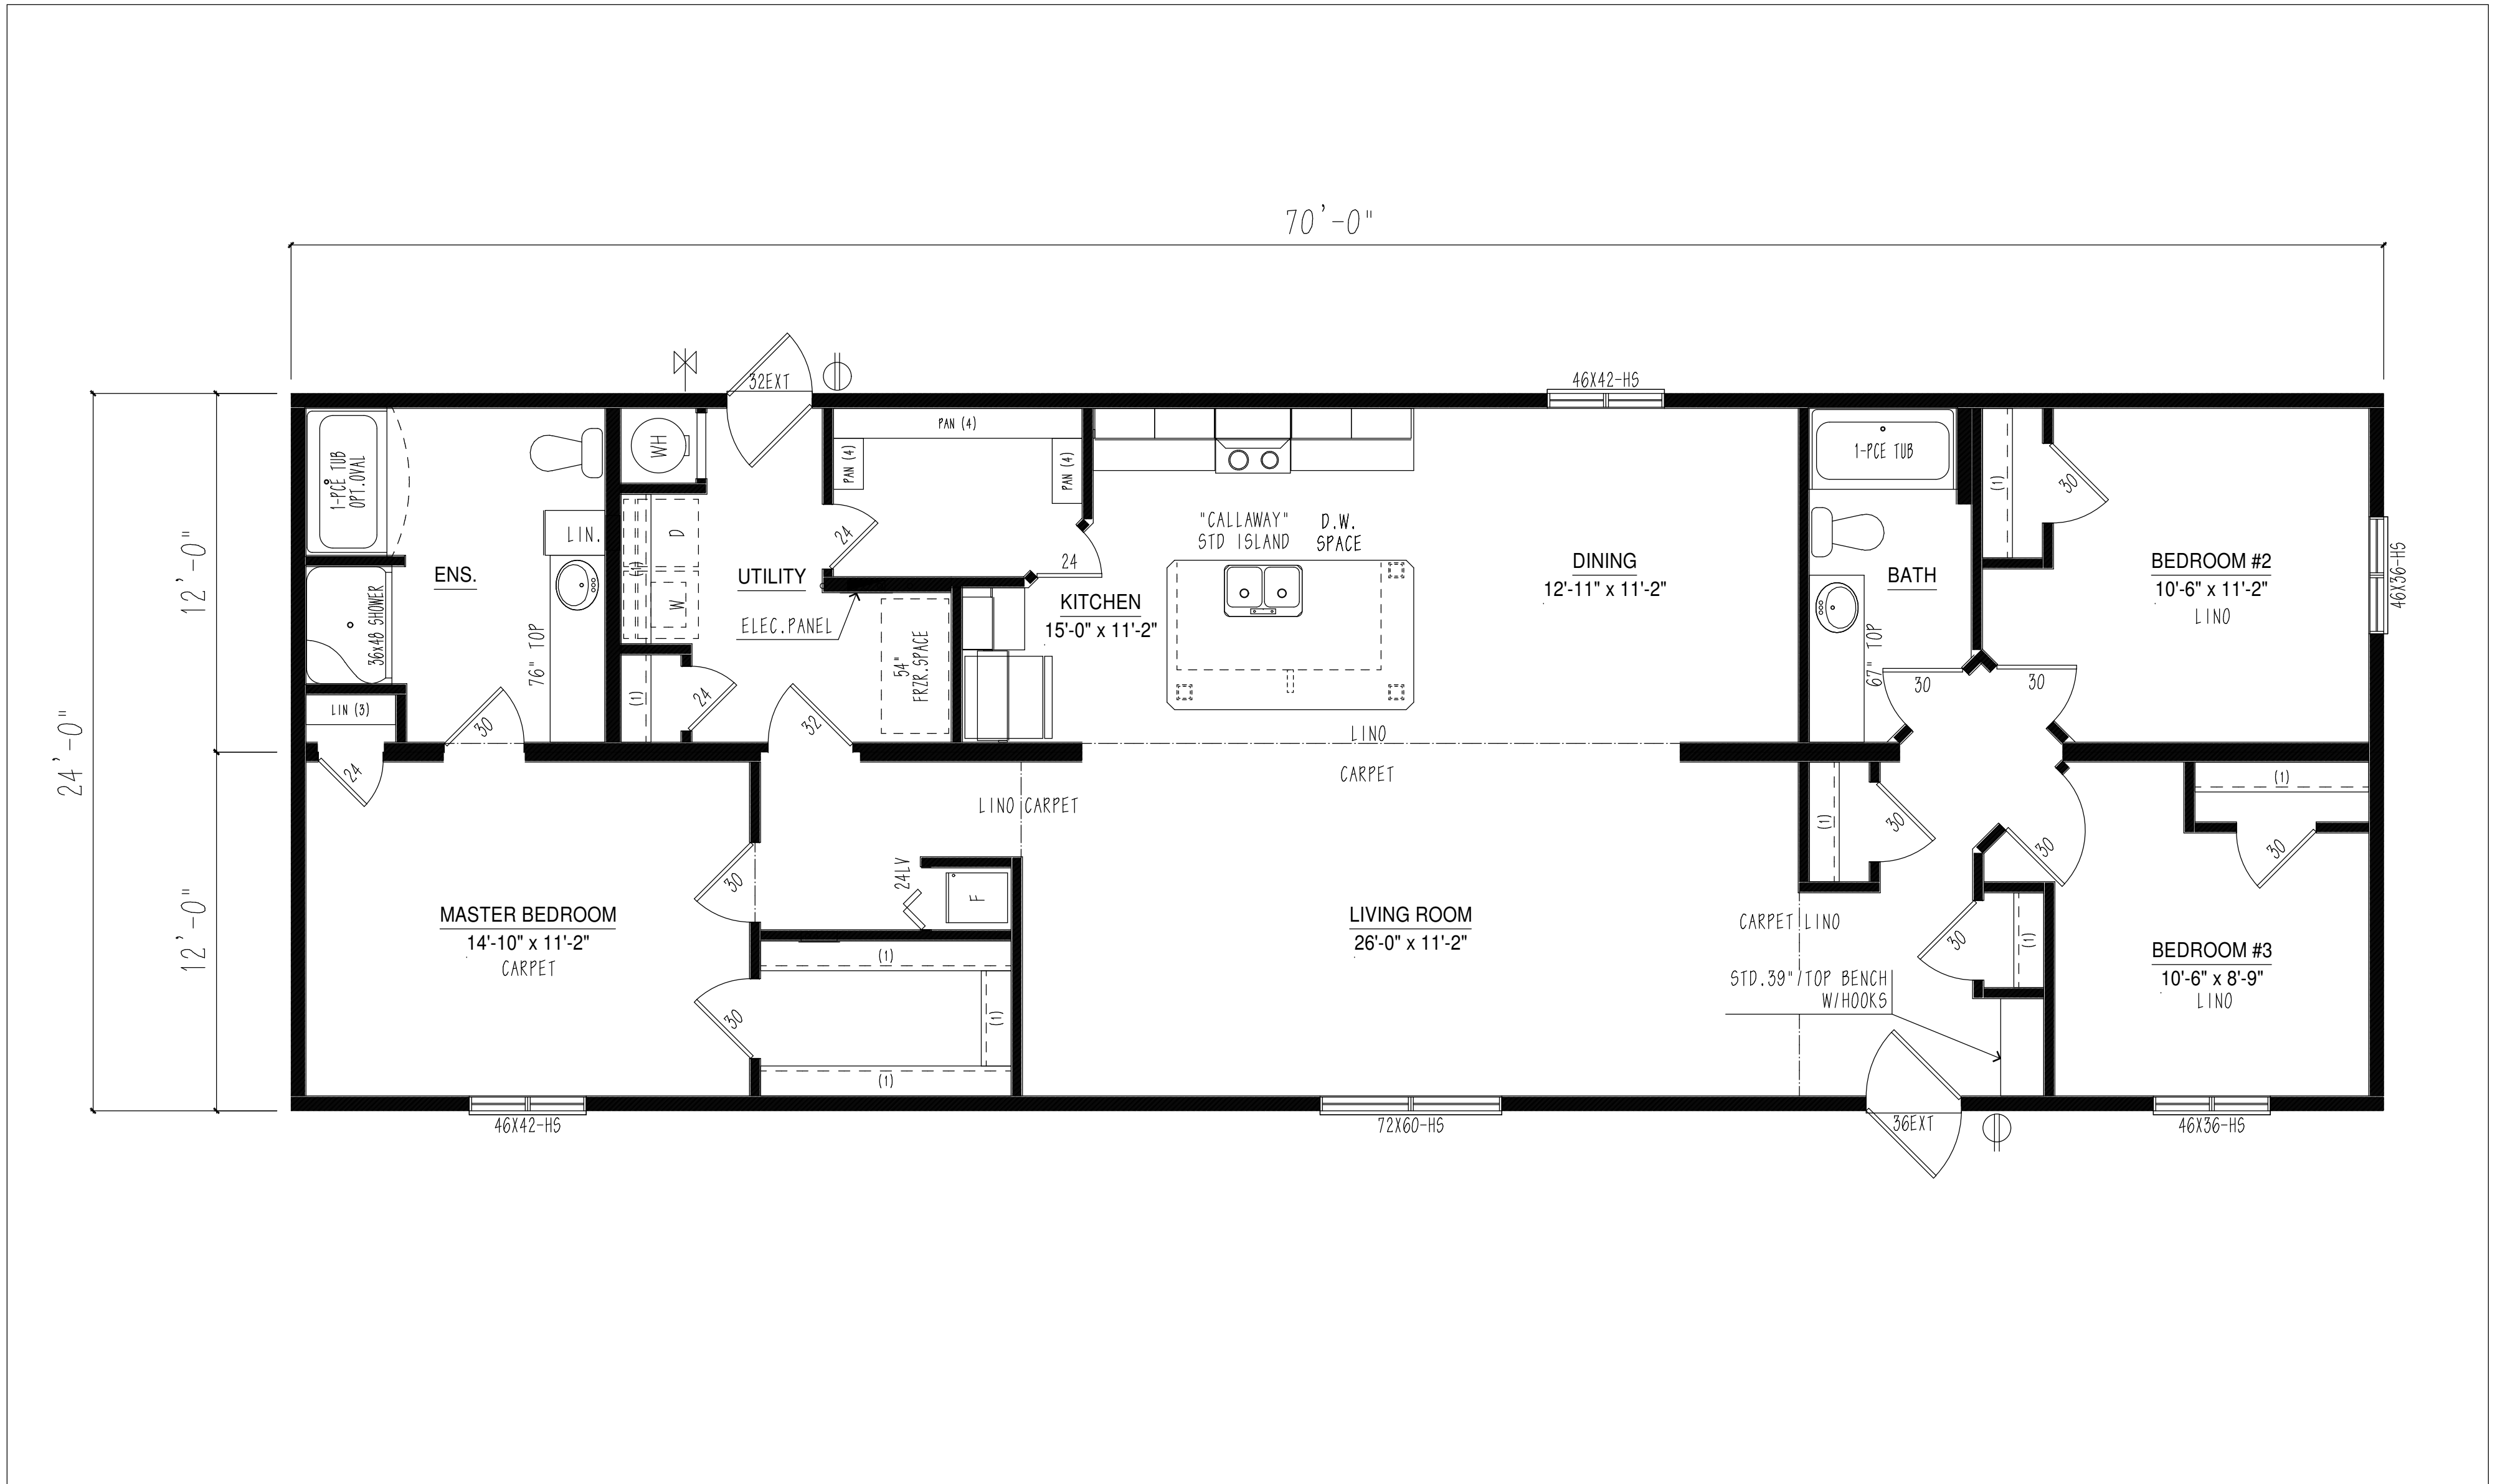 70'-0"
32EXT
46X42-HS
24'-0"
12'-0"
12'-0"
1-PCE TUB
OPT.OVAL
36x48 SHOWER
LIN (3)
24
ENS.
LIN.
76" TOP
30
WH
D
W
(1)
(1)
24
UTILITY
ELEC.PANEL
32
54"
FRZR.SPACE
PAN (4)
PAN (4)
PAN (4)
24
24
KITCHEN
15'-0" x 11'-2"
"CALLAWAY"
STD ISLAND
D.W.
SPACE
DINING
12'-11" x 11'-2"
LINO
CARPET
1-PCE TUB
BATH
67" TOP
30
30
(1)
30
BEDROOM #2
10'-6" x 11'-2"
LINO
46X36-HS
MASTER BEDROOM
14'-10" x 11'-2"
CARPET
30
30
LINO CARPET
24LV
F
(1)
(1)
(1)
LIVING ROOM
26'-0" x 11'-2"
(1)
30
CARPET LINO
STD.39"/TOP BENCH
W/HOOKS
30
(1)
30
(1)
30
BEDROOM #3
10'-6" x 8'-9"
LINO
46X42-HS
72X60-HS
36EXT
46X36-HS